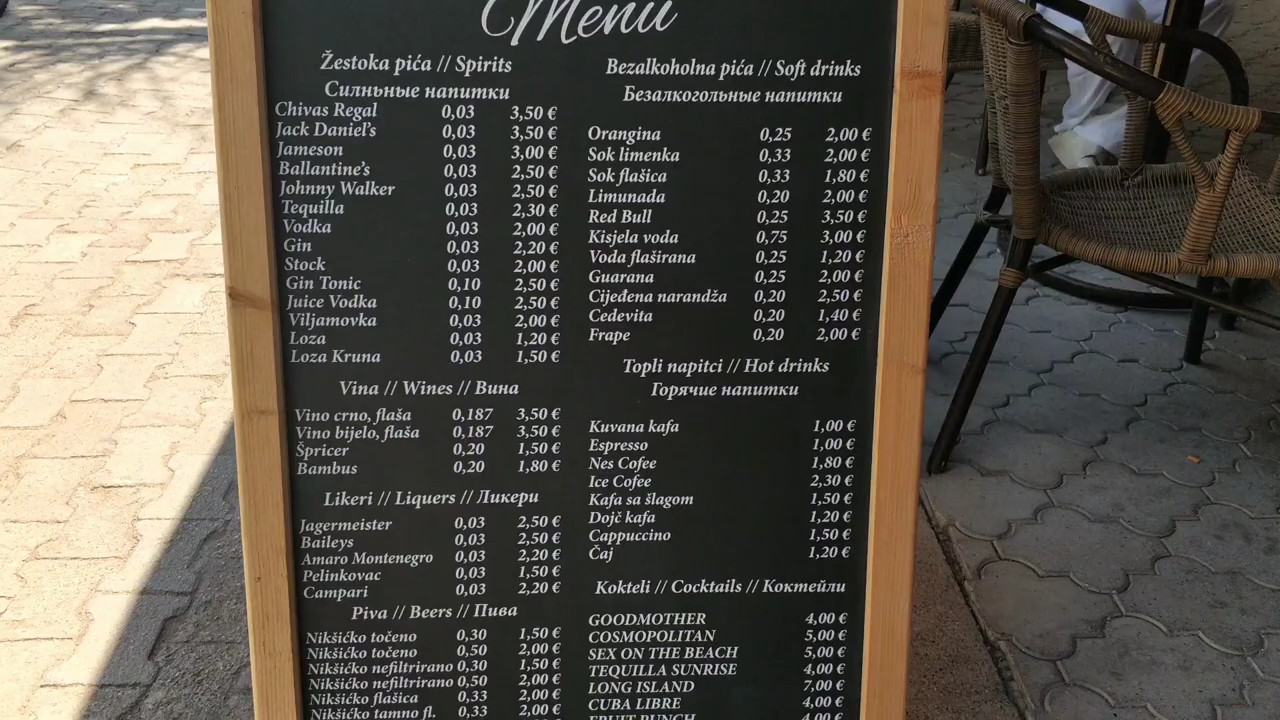 Menu
Žestoka pića // Spirits
Силньные напитки
Chivas Regal 0,03 3,50 €
Jack Daniel's 0,03 3,50 €
Jameson 0,03 3,00 €
Ballantine's 0,03 2,50 €
Johnny Walker 0,03 2,50 €
Tequilla 0,03 2,30 €
Vodka 0,03 2,00 €
Gin 0,03 2,20 €
Stock 0,03 2,00 €
Gin Tonic 0,10 2,50 €
Juice Vodka 0,10 2,50 €
Viljamovka 0,03 2,00 €
Loza 0,03 1,20 €
Loza Kruna 0,03 1,50 €
Vina // Wines // Вина
Vino crno, flaša 0,187 3,50 €
Vino bijelo, flaša 0,187 3,50 €
Špricer 0,20 1,50 €
Bambus 0,20 1,80 €
Likeri // Liquers // Ликери
Jagermeister 0,03 2,50 €
Baileys 0,03 2,50 €
Amaro Montenegro 0,03 2,20 €
Pelinkovac 0,03 1,50 €
Campari 0,03 2,20 €
Piva // Beers // Пива
Nikšićko točeno 0,30 1,50 €
Nikšićko točeno 0,50 2,00 €
Nikšićko nefiltrirano 0,30 1,50 €
Nikšićko nefiltrirano 0,50 2,00 €
Nikšićko flašica 0,33 2,00 €
Nikšićko tamno fl. 0,33 2,00 €
Bezalkoholna pića // Soft drinks
Безалкогольные напитки
Orangina 0,25 2,00 €
Sok limenka 0,33 2,00 €
Sok flašica 0,33 1,80 €
Limunada 0,20 2,00 €
Red Bull 0,25 3,50 €
Kisjela voda 0,75 3,00 €
Voda flaširana 0,25 1,20 €
Guarana 0,25 2,00 €
Cijeđena narandža 0,20 2,50 €
Cedevita 0,20 1,40 €
Frape 0,20 2,00 €
Topli napitci // Hot drinks
Горячие напитки
Kuvana kafa 1,00 €
Espresso 1,00 €
Nes Cofee 1,80 €
Ice Cofee 2,30 €
Kafa sa šlagom 1,50 €
Dojč kafa 1,20 €
Cappuccino 1,50 €
Čaj 1,20 €
Kokteli // Cocktails // Коктейли
GOODMOTHER 4,00 €
COSMOPOLITAN 5,00 €
SEX ON THE BEACH 5,00 €
TEQUILLA SUNRISE 4,00 €
LONG ISLAND 7,00 €
CUBA LIBRE 4,00 €
FRUIT PUNCH 4,00 €